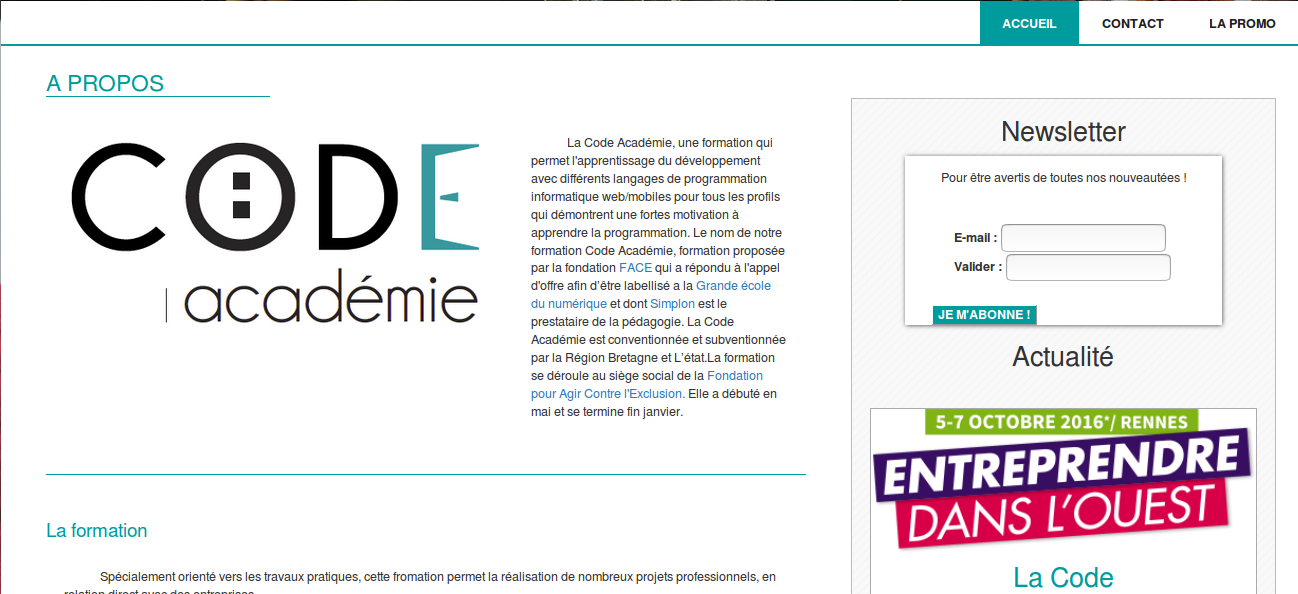 ACCUEIL CONTACT LA PROMO
A PROPOS
CODE
académie
La Code Académie, une formation qui
permet l'apprentissage du développement
avec différents langages de programmation
informatique web/mobiles pour tous les profils
qui démontrent une fortes motivation à
apprendre la programmation. Le nom de notre
formation Code Académie, formation proposée
par la fondation FACE qui a répondu à l'appel
d'offre afin d'être labellisé a la Grande école
du numérique et dont Simplon est le
prestataire de la pédagogie. La Code
Académie est conventionnée et subventionnée
par la Région Bretagne et L'état.La formation
se déroule au siège social de la Fondation
pour Agir Contre l'Exclusion. Elle a débuté en
mai et se termine fin janvier.
La formation
Spécialement orienté vers les travaux pratiques, cette fromation permet la réalisation de nombreux projets professionnels, en
relation direct avec des entreprises
Newsletter
Pour être avertis de toutes nos nouveautées !
E-mail :
Valider :
JE M'ABONNE !
Actualité
5-7 OCTOBRE 2016*/ RENNES
ENTREPRENDRE
DANS L'OUEST
La Code